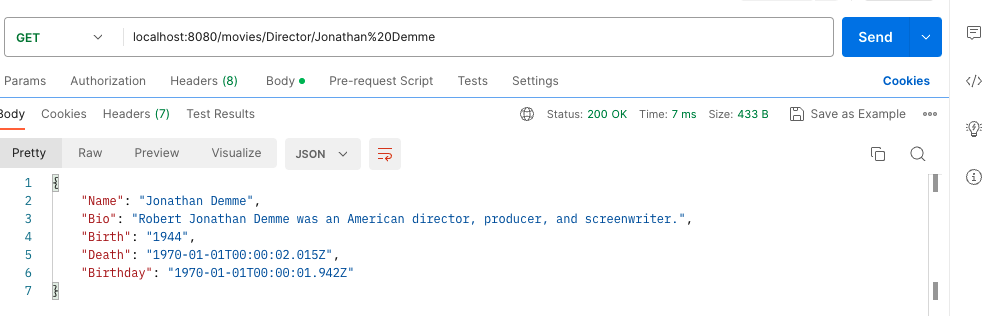 GET localhost:8080/movies/Director/Jonathan%20Demme Send
Params Authorization Headers (8) Body Pre-request Script Tests Settings Cookies
Body Cookies Headers (7) Test Results Status: 200 OK Time: 7 ms Size: 433 B Save as Example
Pretty Raw Preview Visualize JSON
1 {
2 "Name": "Jonathan Demme",
3 "Bio": "Robert Jonathan Demme was an American director, producer, and screenwriter.",
4 "Birth": "1944",
5 "Death": "1970-01-01T00:00:02.015Z",
6 "Birthday": "1970-01-01T00:00:01.942Z"
7 }